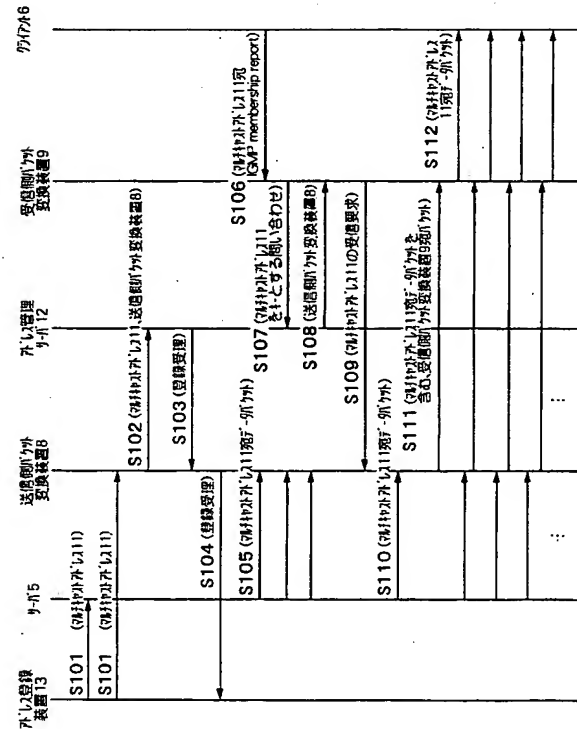 アドレス登録
装置13
サーバ5
送信側パケット
変換装置8
アドレス管理
サーバ12
受信側パケット
変換装置9
クライアント6
S101 (マルチキャストアドレス11)
S101 (マルチキャストアドレス11)
S102 (マルチキャストアドレス11、送信側パケット変換装置8)
S103 (登録受理)
S104 (登録受理)
S105 (マルチキャストアドレス11宛データパケット)
S106 (マルチキャストアドレス11宛
IGMP membership report)
S107 (マルチキャストアドレス11
をキーとする問い合わせ)
S108 (送信側パケット変換装置8)
S109 (マルチキャストアドレス11の受信要求)
S110 (マルチキャストアドレス11宛データパケット)
S111 (マルチキャストアドレス11宛データパケットを
含む、受信側パケット変換装置9宛パケット)
S112 (マルチキャストアドレス
11宛データパケット)
…
…